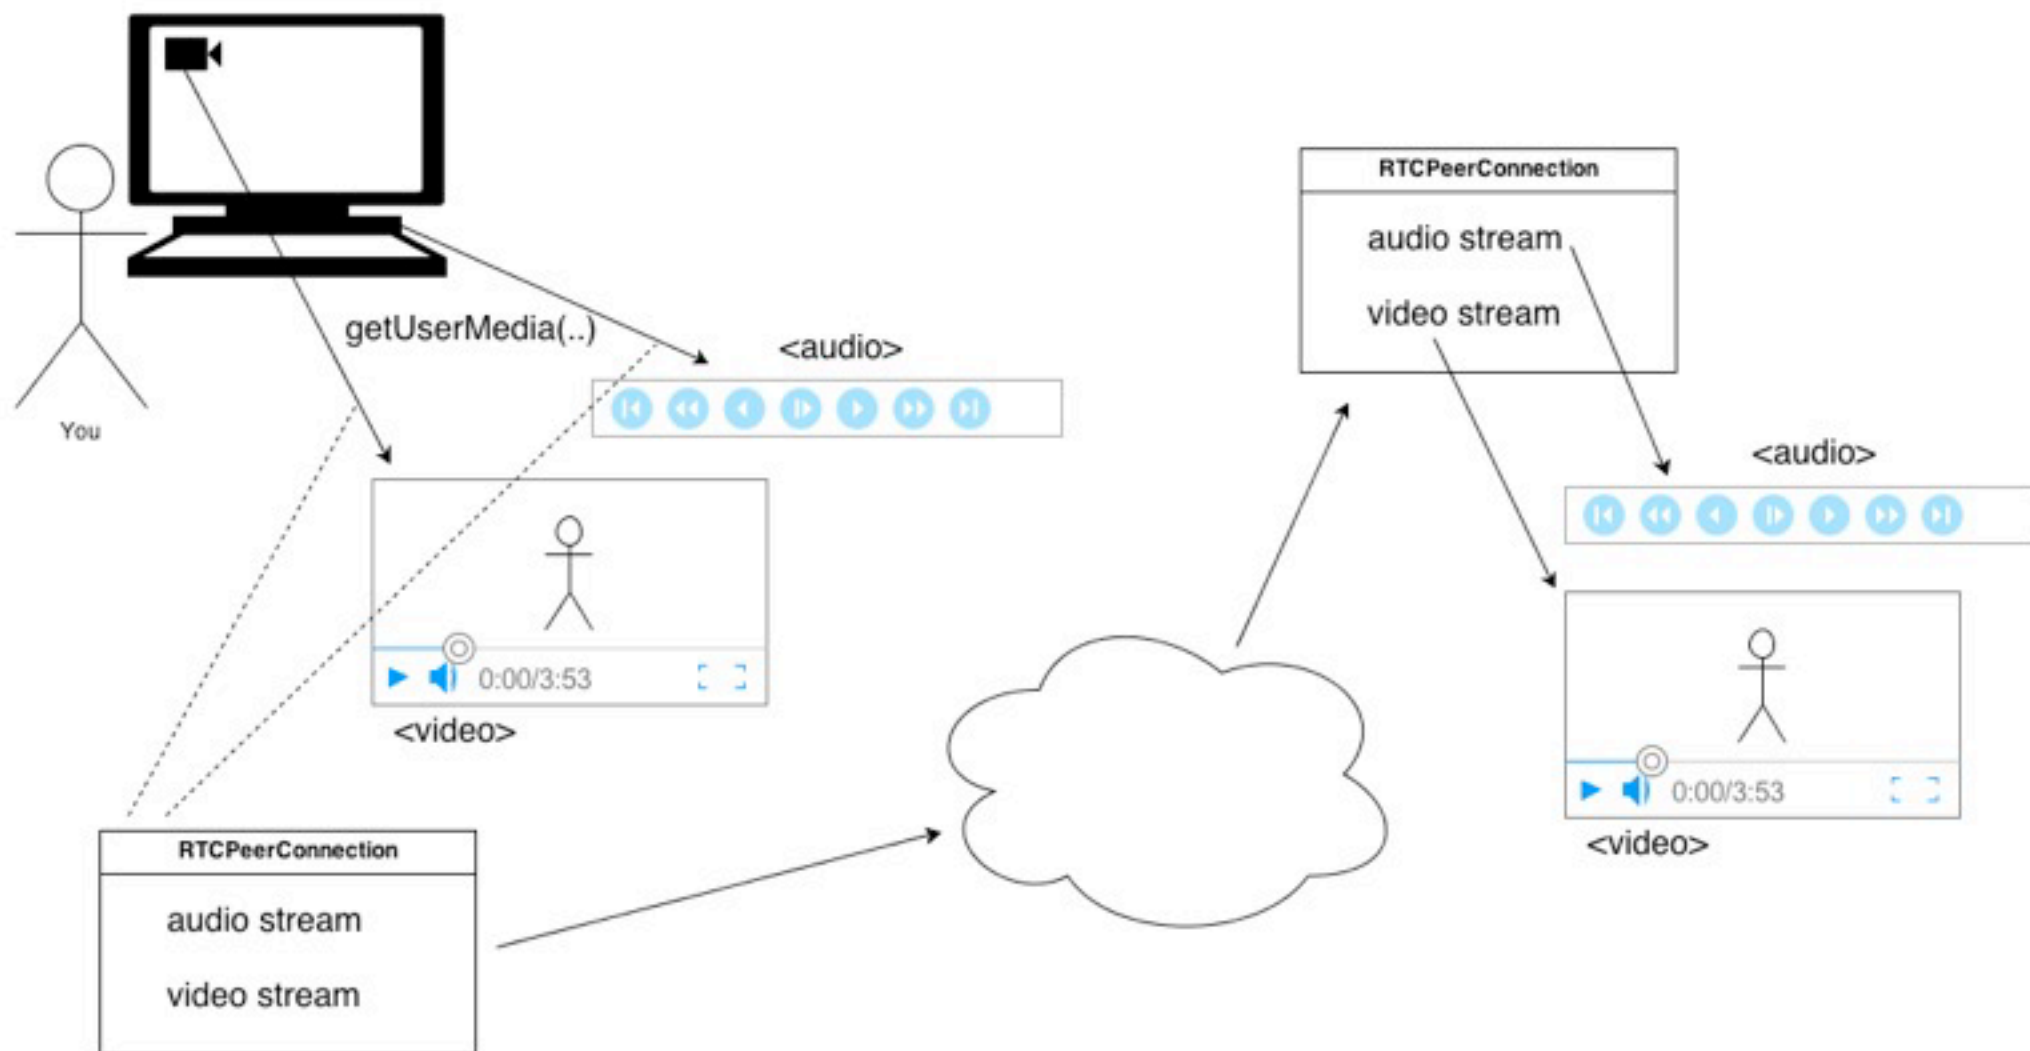 You
getUserMedia(..)
<audio>
0:00/3:53
<video>
RTCPeerConnection
audio stream
video stream
RTCPeerConnection
audio stream
video stream
<audio>
0:00/3:53
<video>